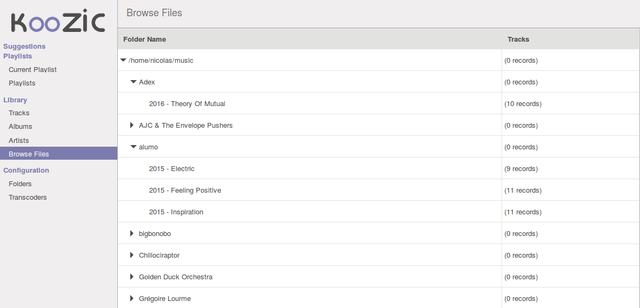 KOOZIC
Suggestions
Playlists
Current Playlist
Playlists
Library
Tracks
Albums
Artists
Browse Files
Configuration
Folders
Transcoders
Browse Files
Folder Name Tracks
/home/nicolas/music (0 records)
Adex (0 records)
2016 - Theory Of Mutual (10 records)
AJC & The Envelope Pushers (0 records)
alumo (0 records)
2015 - Electric (9 records)
2015 - Feeling Positive (11 records)
2015 - Inspiration (11 records)
bigbonobo (0 records)
Chillociraptor (0 records)
Golden Duck Orchestra (0 records)
Grégoire Lourme (0 records)